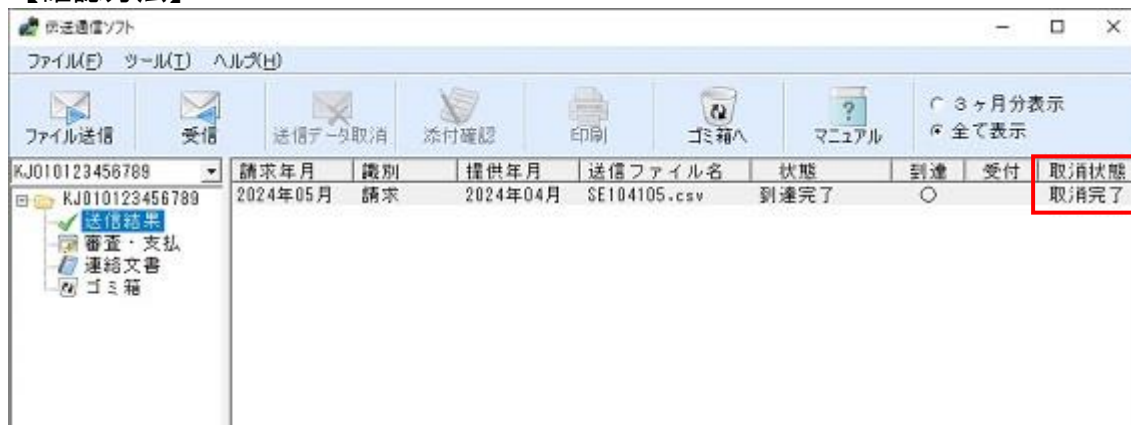 【確認方法】
伝送通信ソフト
ファイル(F) ツール(T) ヘルプ(H)
ファイル送信 受信 送信データ取消 添付確認 印刷 ゴミ箱へ マニュアル
3ヶ月分表示
全て表示
KJ010123456789
請求年月 識別 提供年月 送信ファイル名 状態 到達 受付 取消状態
2024年05月 請求 2024年04月 SE104105.csv 到達完了 ○ 取消完了
KJ010123456789
送信結果
審査・支払
連絡文書
ゴミ箱